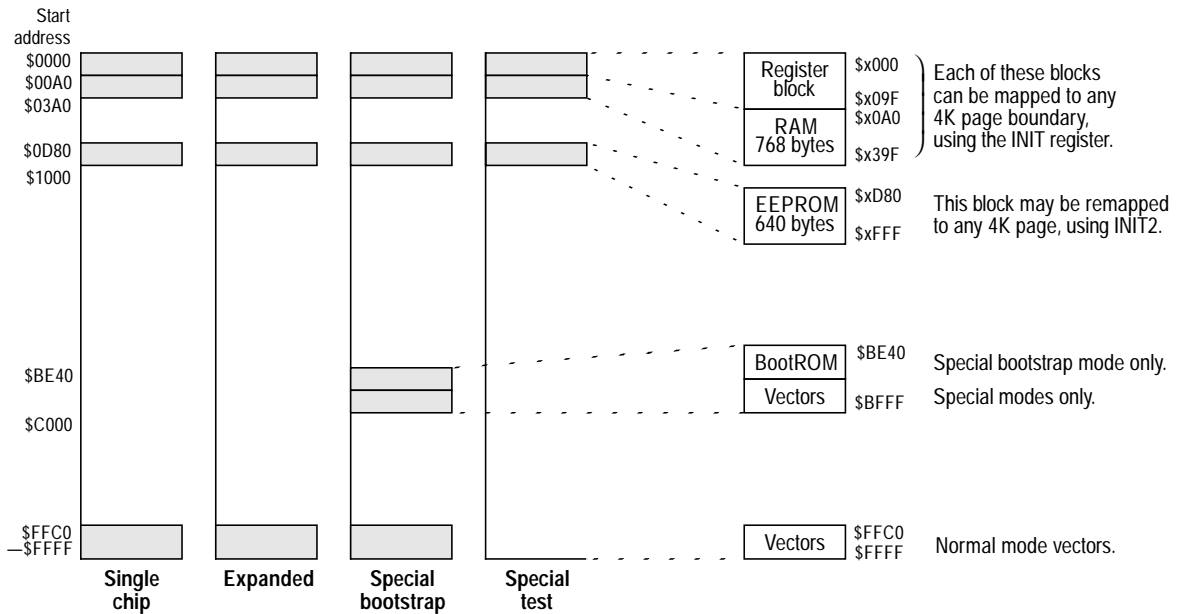 Start
address
$0000
$00A0
$03A0
$0D80
$1000
$BE40
$C000
$FFC0
—$FFFF
Single
chip
Expanded
Special
bootstrap
Special
test
Register
block
$x000
$x09F
RAM
768 bytes
$x0A0
$x39F
Each of these blocks
can be mapped to any
4K page boundary,
using the INIT register.
EEPROM
640 bytes
$xD80
$xFFF
This block may be remapped
to any 4K page, using INIT2.
BootROM
$BE40
Special bootstrap mode only.
Vectors
$BFFF
Special modes only.
Vectors
$FFC0
$FFFF
Normal mode vectors.